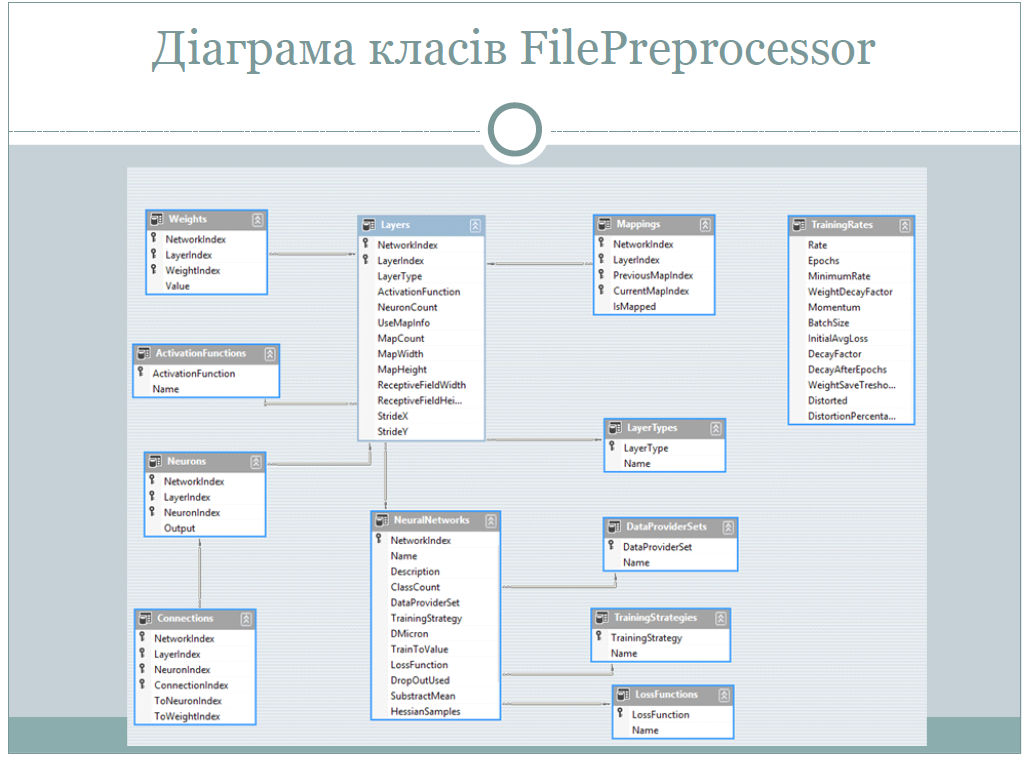 Діаграма класів FilePreprocessor
Weights
NetworkIndex
LayerIndex
WeightIndex
Value
Layers
NetworkIndex
LayerIndex
LayerType
ActivationFunction
NeuronCount
UseMapInfo
MapCount
MapWidth
MapHeight
ReceptiveFieldWidth
ReceptiveFieldHei...
StrideX
StrideY
Mappings
NetworkIndex
LayerIndex
PreviousMapIndex
CurrentMapIndex
IsMapped
TrainingRates
Rate
Epochs
MinimumRate
WeightDecayFactor
Momentum
BatchSize
InitialAvgLoss
DecayFactor
DecayAfterEpochs
WeightSaveTresho...
Distorted
DistortionPercenta...
ActivationFunctions
ActivationFunction
Name
LayerTypes
LayerType
Name
Neurons
NetworkIndex
LayerIndex
NeuronIndex
Output
NeuralNetworks
NetworkIndex
Name
Description
ClassCount
DataProviderSet
TrainingStrategy
DMicron
TrainToValue
LossFunction
DropOutUsed
SubstractMean
HessianSamples
DataProviderSets
DataProviderSet
Name
Connections
NetworkIndex
LayerIndex
NeuronIndex
ConnectionIndex
ToNeuronIndex
ToWeightIndex
TrainingStrategies
TrainingStrategy
Name
LossFunctions
LossFunction
Name